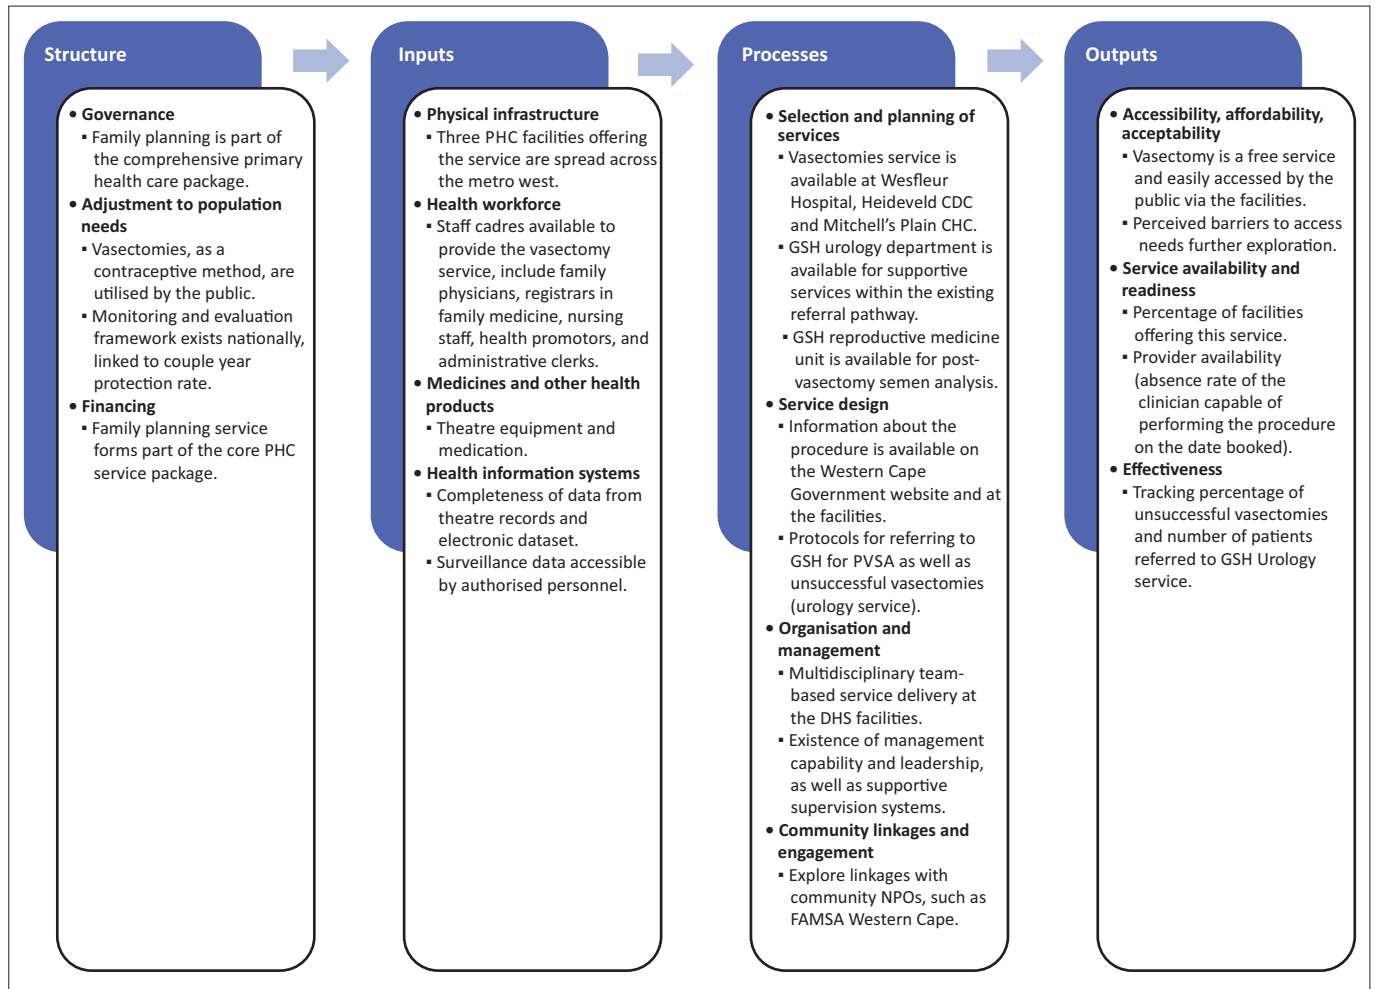 Structure
• Governance
▪ Family planning is part of
the comprehensive primary
health care package.
• Adjustment to population
needs
▪ Vasectomies, as a
contraceptive method, are
utilised by the public.
▪ Monitoring and evaluation
framework exists nationally,
linked to couple year
protection rate.
• Financing
▪ Family planning service
forms part of the core PHC
service package.
Inputs
• Physical infrastructure
▪ Three PHC facilities offering
the service are spread across
the metro west.
• Health workforce
▪ Staff cadres available to
provide the vasectomy
service, include family
physicians, registrars in
family medicine, nursing
staff, health promotors, and
administrative clerks.
• Medicines and other health
products
▪ Theatre equipment and
medication.
• Health information systems
▪ Completeness of data from
theatre records and
electronic dataset.
▪ Surveillance data accessible
by authorised personnel.
Processes
• Selection and planning of
services
▪ Vasectomies service is
available at Wesfleur
Hospital, Heideveld CDC
and Mitchell's Plain CHC.
▪ GSH urology department is
available for supportive
services within the existing
referral pathway.
▪ GSH reproductive medicine
unit is available for post-
vasectomy semen analysis.
• Service design
▪ Information about the
procedure is available on
the Western Cape
Government website and at
the facilities.
▪ Protocols for referring to
GSH for PVSA as well as
unsuccessful vasectomies
(urology service).
• Organisation and
management
▪ Multidisciplinary team-
based service delivery at
the DHS facilities.
▪ Existence of management
capability and leadership,
as well as supportive
supervision systems.
• Community linkages and
engagement
▪ Explore linkages with
community NPOs, such as
FAMSA Western Cape.
Outputs
• Accessibility, affordability,
acceptability
▪ Vasectomy is a free service
and easily accessed by the
public via the facilities.
▪ Perceived barriers to access
needs further exploration.
• Service availability and
readiness
▪ Percentage of facilities
offering this service.
▪ Provider availability
(absence rate of the
clinician capable of
performing the procedure
on the date booked).
• Effectiveness
▪ Tracking percentage of
unsuccessful vasectomies
and number of patients
referred to GSH Urology
service.